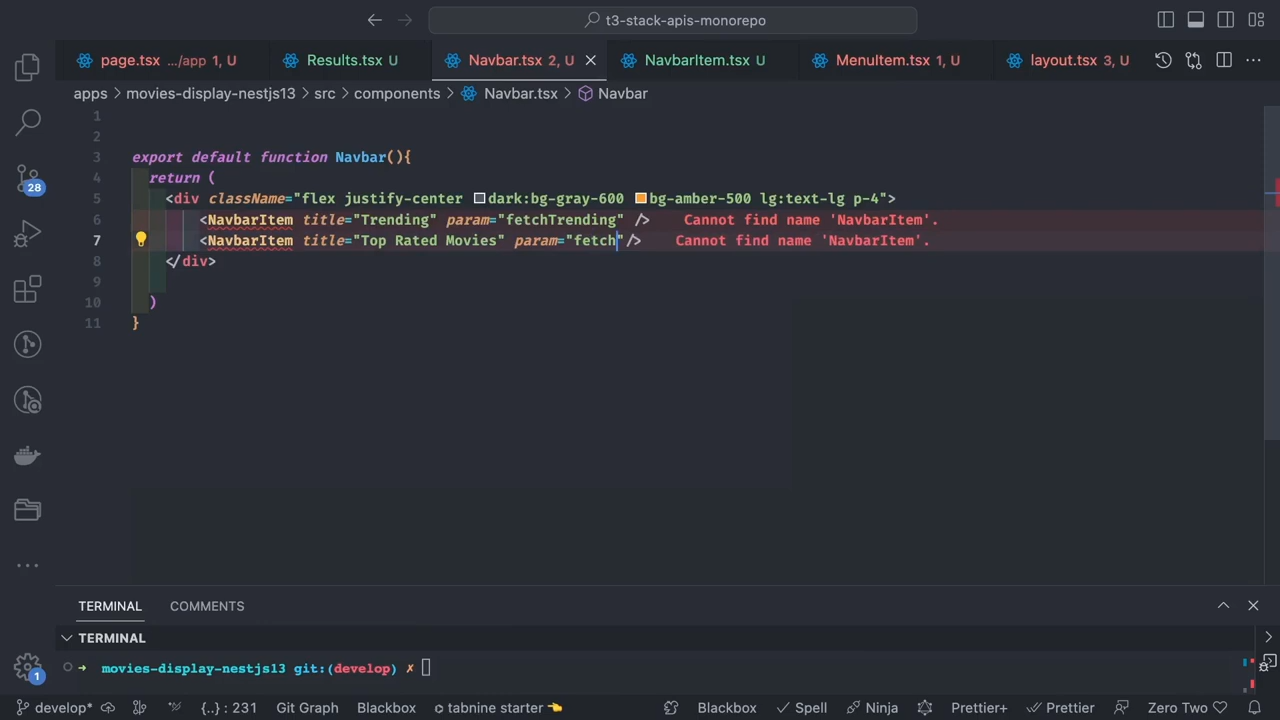 t3-stack-apis-monorepo
page.tsx .../app 1, U
Results.tsx U
Navbar.tsx 2, U
NavbarItem.tsx U
MenuItem.tsx 1, U
layout.tsx 3, U
apps > movies-display-nestjs13 > src > components > Navbar.tsx > Navbar
1
2
3 export default function Navbar(){
4 return (
5 <div className="flex justify-center dark:bg-gray-600 bg-amber-500 lg:text-lg p-4">
6 <NavbarItem title="Trending" param="fetchTrending" /> Cannot find name 'NavbarItem'.
7 <NavbarItem title="Top Rated Movies" param="fetch"/> Cannot find name 'NavbarItem'.
8 </div>
9
10 )
11 }
28
TERMINAL COMMENTS
TERMINAL
movies-display-nestjs13 git:(develop) ✗
1
develop* {..} : 231 Git Graph Blackbox tabnine starter 👈 Blackbox Spell Ninja Prettier+ Prettier Zero Two